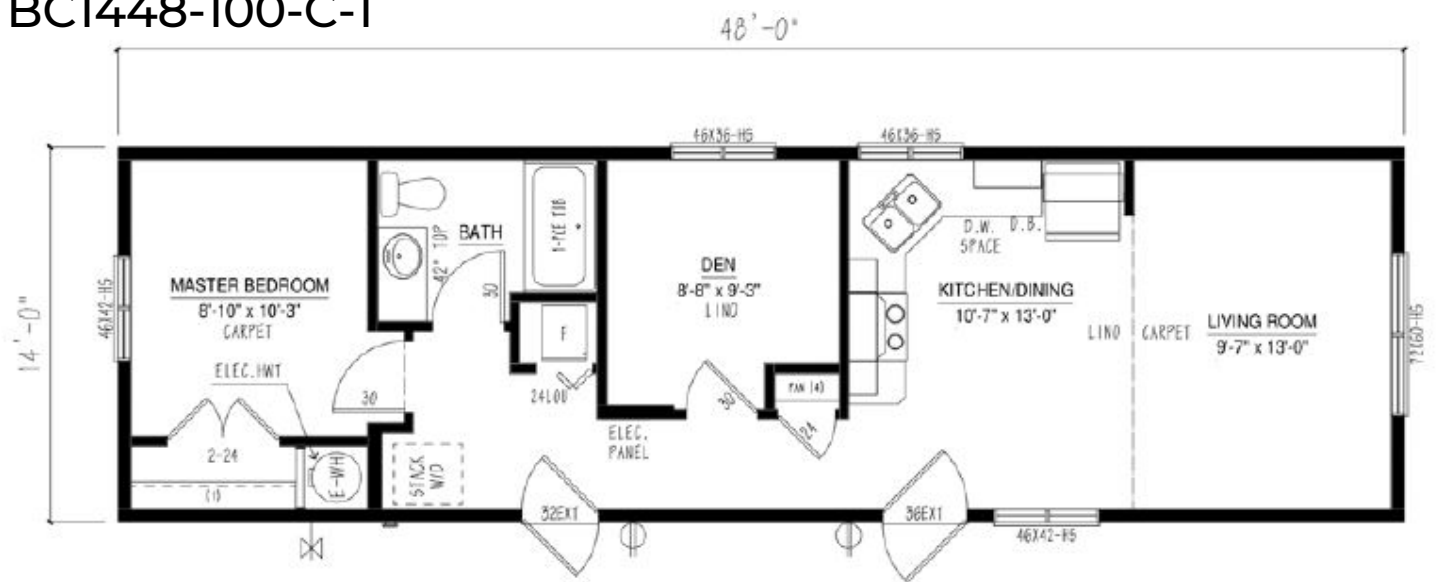 BC1448-100-C-1
48'-0"
14'-0"
46X36-HS
46X36-HS
46X42-HS
MASTER BEDROOM
8'-10" x 10'-3"
CARPET
ELEC.HWT
30
2-24
(1)
E-WH
STACK
W/D
BATH
42" TOP
30
1-PCE TUB
F
24LOU
DEN
8'-8" x 9'-3"
LINO
30
ELEC.
PANEL
PAN (4)
24
D.W.
SPACE
D.B.
KITCHEN/DINING
10'-7" x 13'-0"
LINO
CARPET
LIVING ROOM
9'-7" x 13'-0"
72X60-HS
32EXT
36EXT
46X42-HS